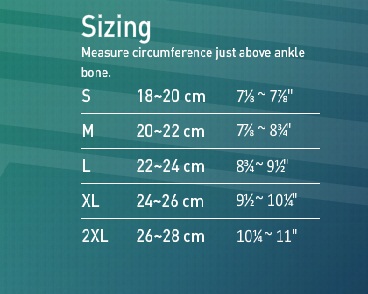 Sizing
Measure circumference just above ankle
bone.
S 18~20 cm 7⅛ ~ 7⅞"
M 20~22 cm 7⅞ ~ 8¾"
L 22~24 cm 8¾ ~ 9½"
XL 24~26 cm 9½ ~ 10¼"
2XL 26~28 cm 10¼ ~ 11"